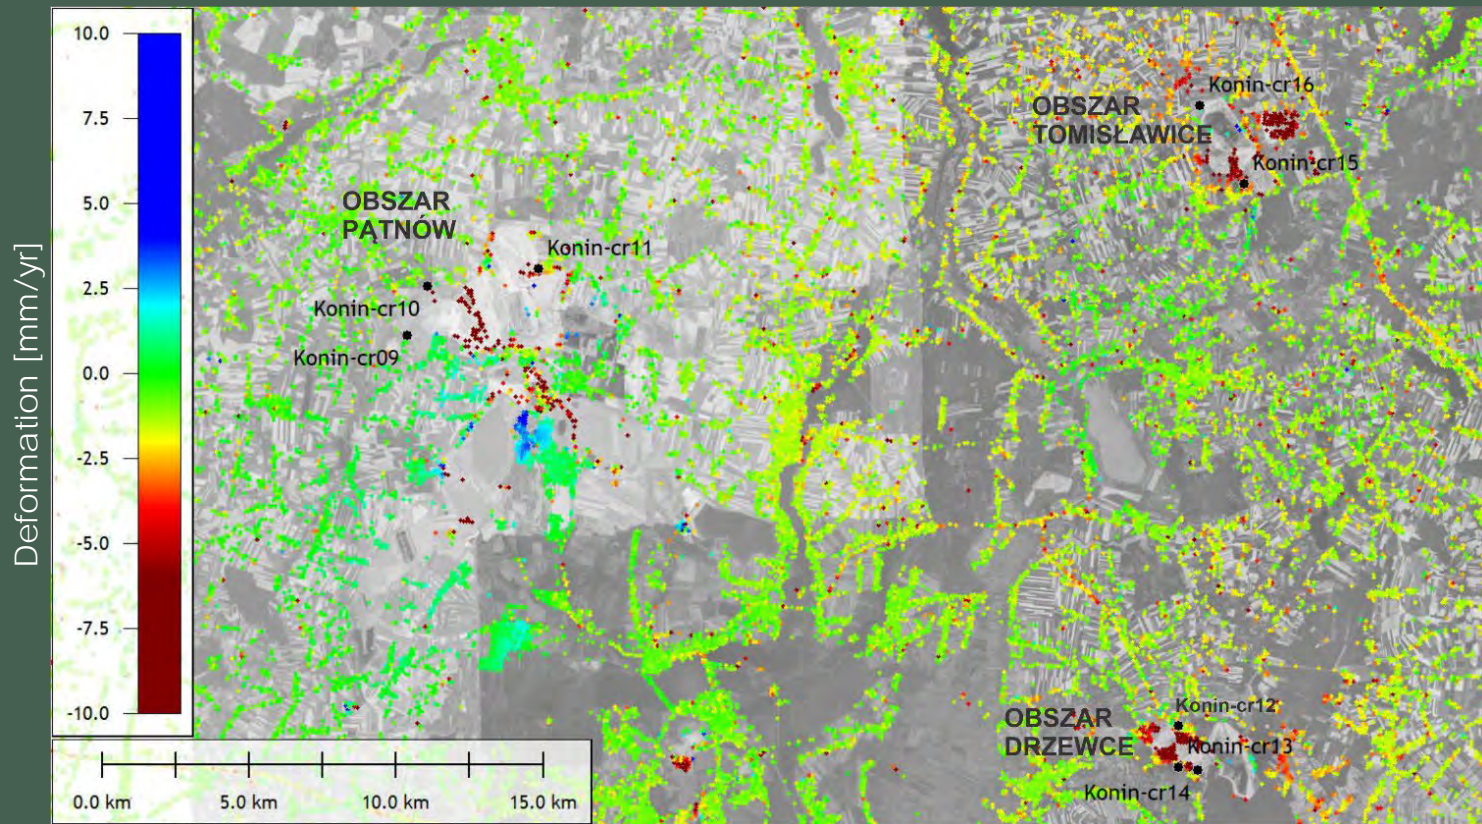 Deformation [mm/yr]
10.0
7.5
5.0
2.5
0.0
-2.5
-5.0
-7.5
-10.0
0.0 km
5.0 km
10.0 km
15.0 km
OBSZAR
PĄTNÓW
Konin-cr11
Konin-cr10
Konin-cr09
Konin-cr16
OBSZAR
TOMISŁAWICE
Konin-cr15
Konin-cr12
OBSZAR
DRZEWCE
Konin-cr13
Konin-cr14